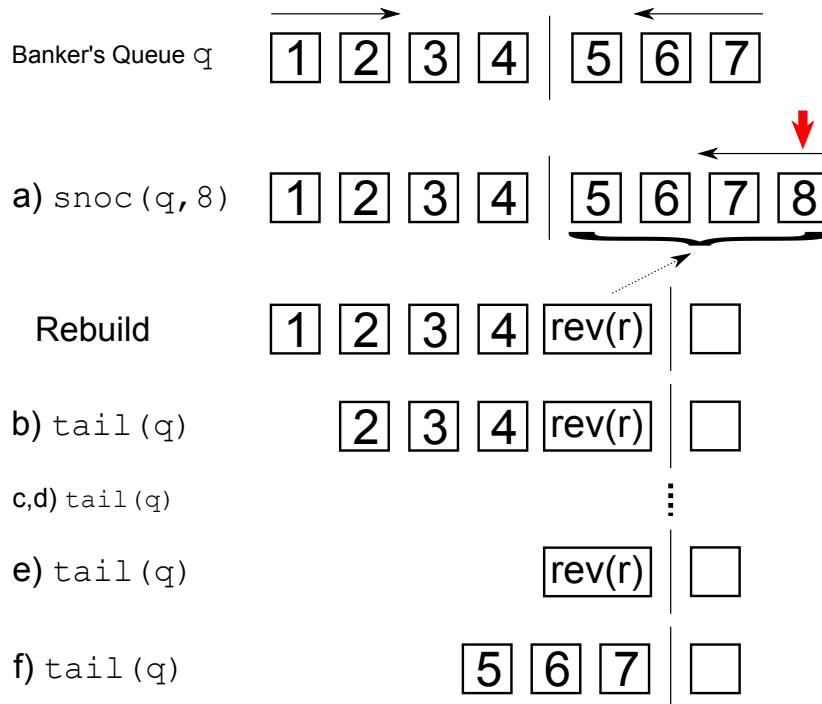 Banker's Queue q 1 2 3 4 5 6 7
a) snoc(q,8) 1 2 3 4 5 6 7 8
Rebuild 1 2 3 4 rev(r)
b) tail(q) 2 3 4 rev(r)
c,d) tail(q)
e) tail(q) rev(r)
f) tail(q) 5 6 7